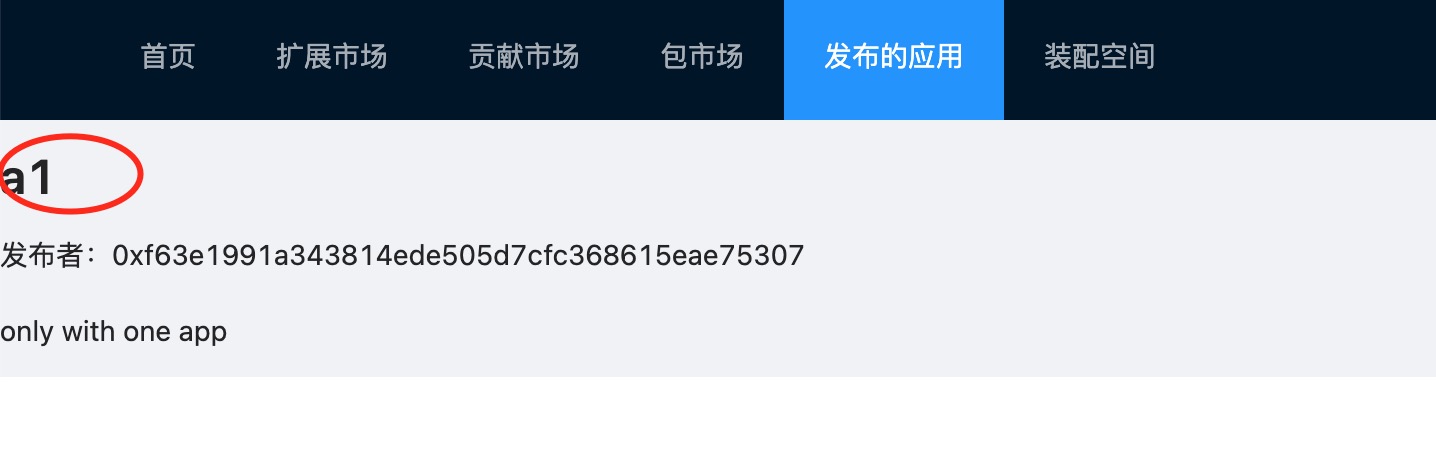 首页 扩展市场 贡献市场 包市场 发布的应用 装配空间
a1
发布者：0xf63e1991a343814ede505d7cfc368615eae75307
only with one app